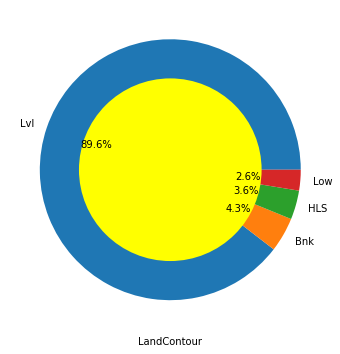 Lvl
89.6%
2.6%
Low
3.6%
HLS
4.3%
Bnk
LandContour